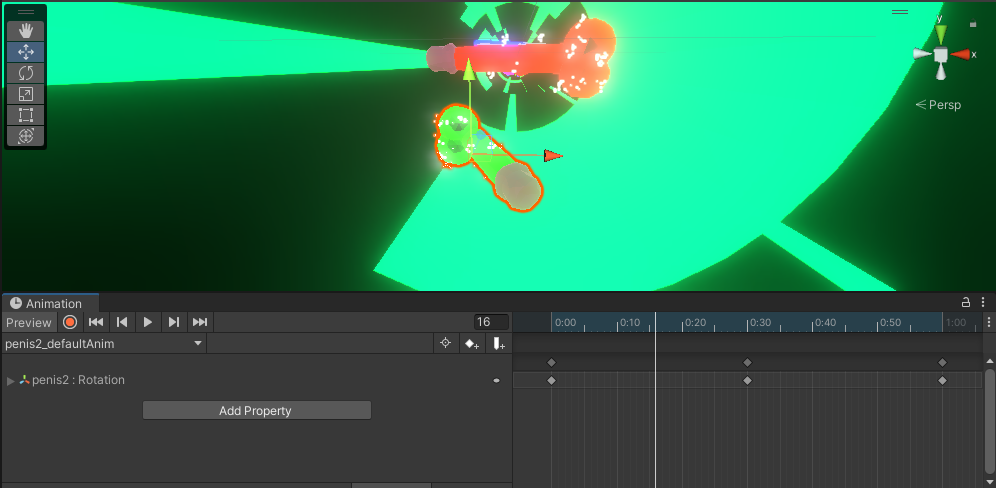 y
x
Persp
Animation
Preview
16
0:00 0:10 0:20 0:30 0:40 0:50 1:00
penis2_defaultAnim
penis2 : Rotation
Add Property